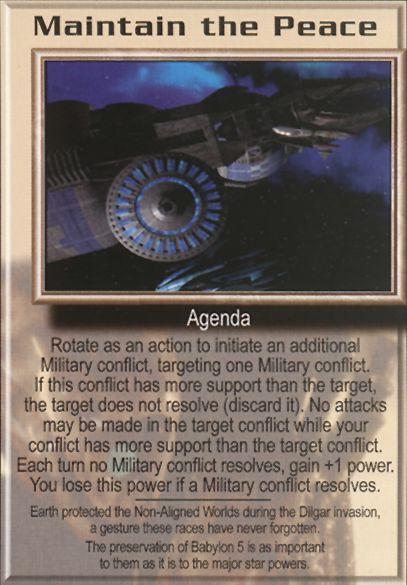 Maintain the Peace
Agenda
Rotate as an action to initiate an additional
Military conflict, targeting one Military conflict.
If this conflict has more support than the target,
the target does not resolve (discard it). No attacks
may be made in the target conflict while your
conflict has more support than the target conflict.
Each turn no Military conflict resolves, gain +1 power.
You lose this power if a Military conflict resolves.
Earth protected the Non-Aligned Worlds during the Dilgar invasion,
a gesture these races have never forgotten.
The preservation of Babylon 5 is as important
to them as it is to the major star powers.